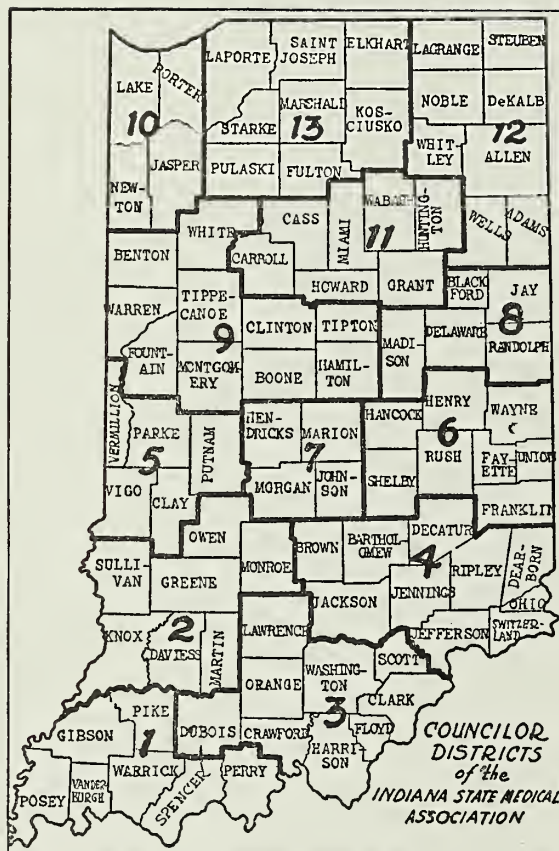 LAPORTE
SAINT
JOSEPH
ELKHART
LAGRANGE
STEUBEN
LAKE
PORTER
10
STARKE
MARSHALD
13
KOS-
CIUSKO
NOBLE
DeKALB
12
WHIT-
LEY
ALLEN
NEW-
TON
JASPER
PULASKI
FULTON
WHITE
CASS
MIAMI
WABASH
11
HUNTING-
TON
WELLS
ADAMS
BENTON
CARROLL
HOWARD
GRANT
BLACK
FORD
JAY
8
WARREN
TIPPE-
CANOE
9
CLINTON
TIPTON
MADI-
SON
DELAWARE
RANDOLPH
FOUNT-
AIN
MONTGOM-
ERY
BOONE
HAMIL-
TON
VERMILLION
PARKE
5
PUTNAM
HEN-
DRICKS
MARION
7
HANCOCK
HENRY
6
WAYNE
VIGO
CLAY
MORGAN
JOHN-
SON
SHELBY
RUSH
FAY-
ETTE
UNION
FRANKLIN
OWEN
SULLI-
VAN
GREENE
MONROE
BROWN
BARTHOL-
OMEW
DECATUR
4
JENNINGS
RIPLEY
DEAR-
BORN
OHIO
KNOX
2
DAVIESS
MARTIN
LAWRENCE
JACKSON
JEFFERSON
SWITZER-
LAND
ORANGE
WASHING-
TON
3
SCOTT
CLARK
GIBSON
PIKE
1
DUBOIS
CRAWFORD
HARRI-
SON
FLOYD
POSEY
VANDER-
BURGH
WARRICK
SPENCER
PERRY
COUNCILOR
DISTRICTS
of the
INDIANA STATE MEDICAL
ASSOCIATION